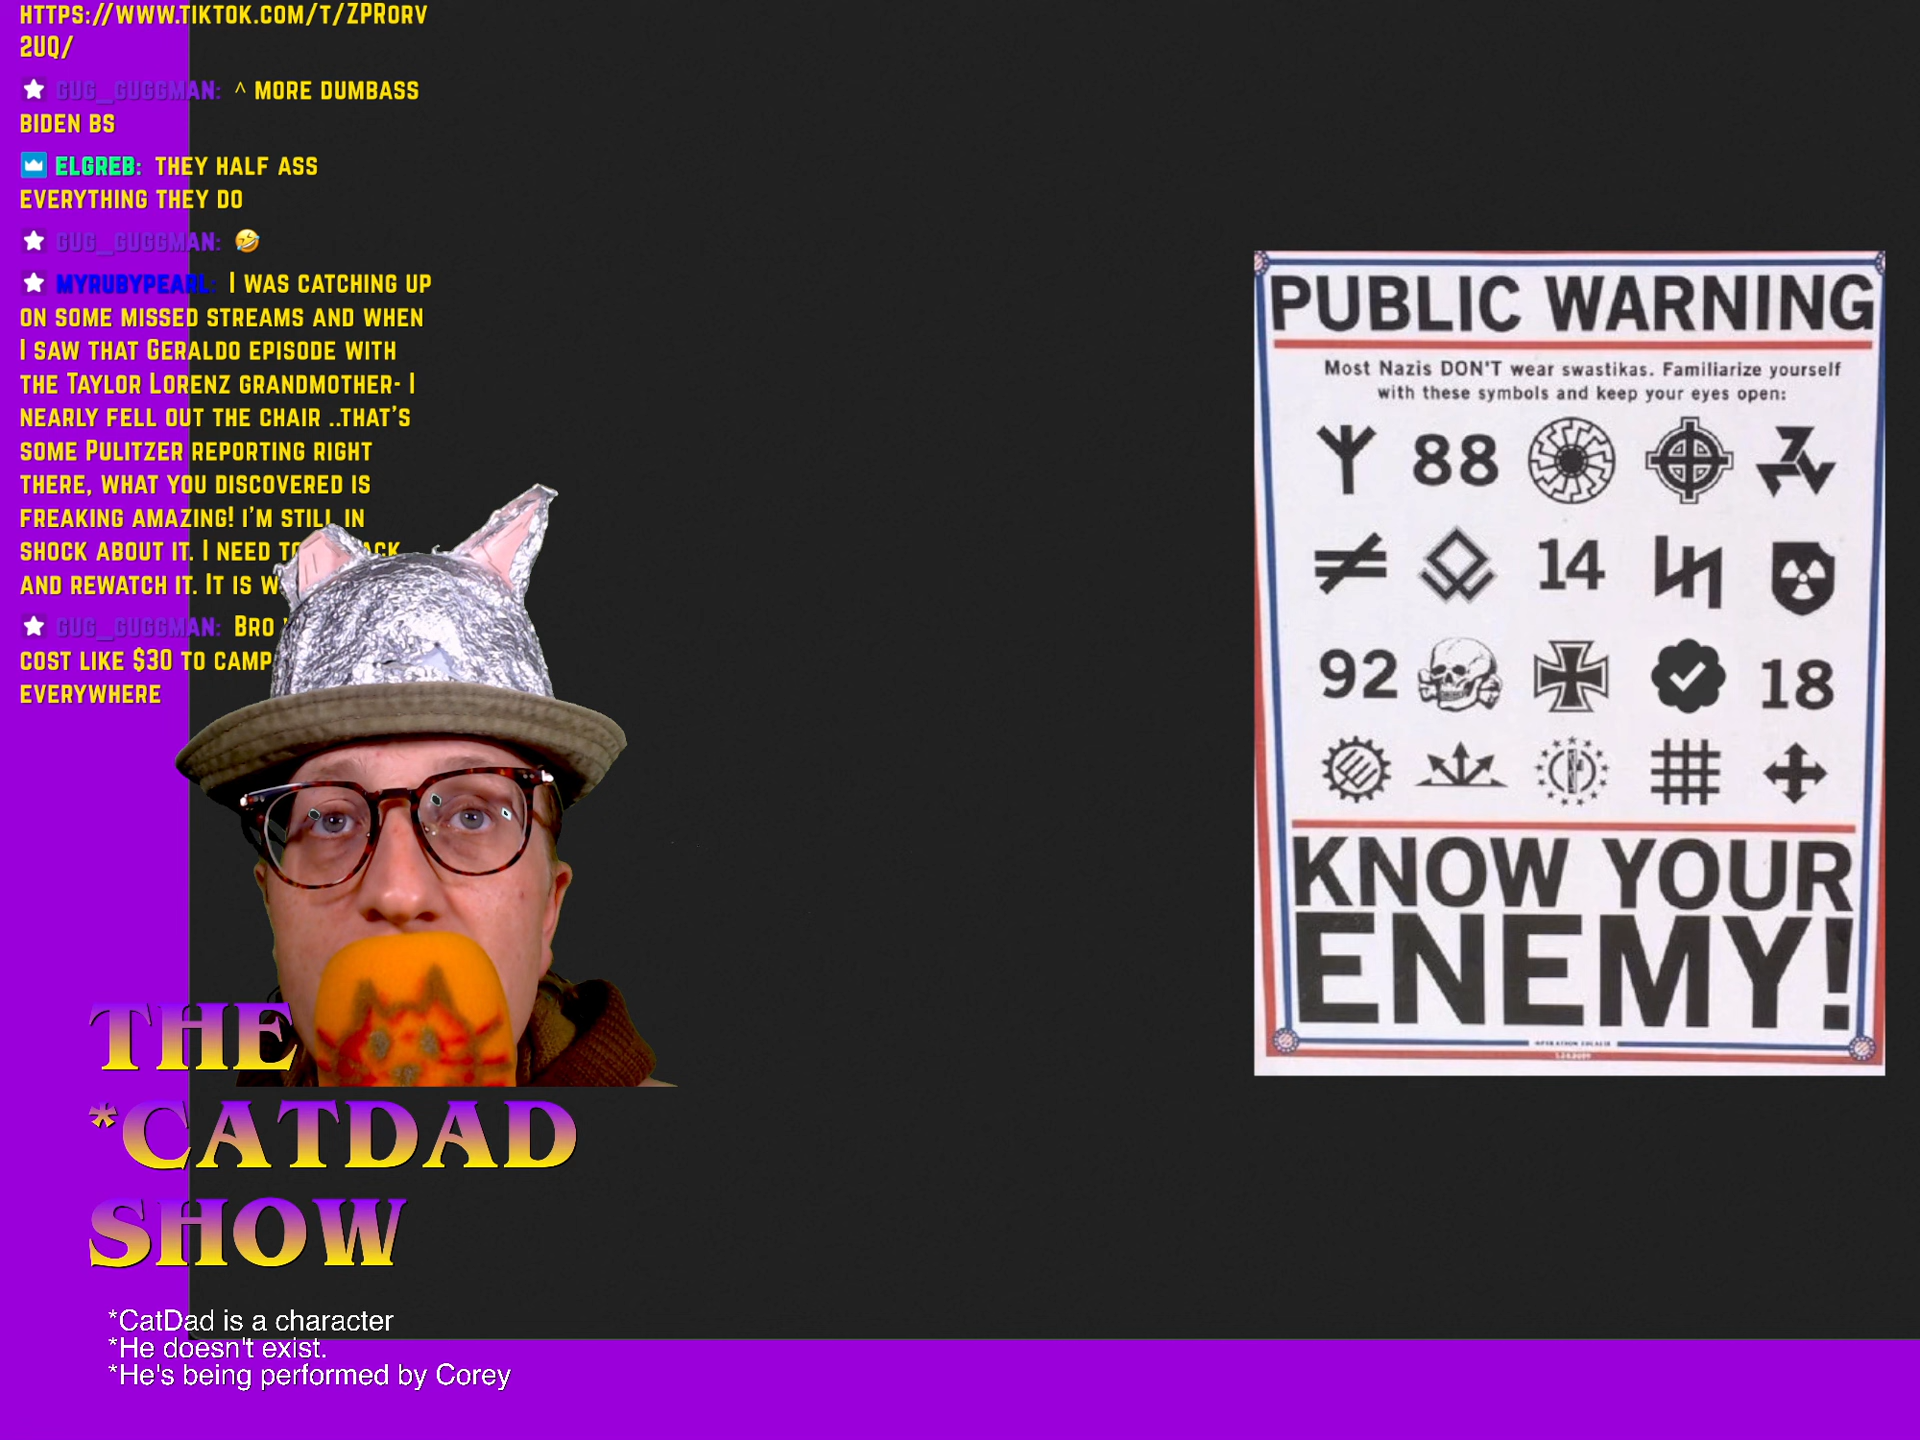 HTTPS://WWW.TIKTOK.COM/T/ZPRORV
2UQ/
GUG_GUGGMAN: ^ MORE DUMBASS
BIDEN BS
ELGREB: THEY HALF ASS
EVERYTHING THEY DO
GUG_GUGGMAN: 🤣
MYRUBYPEARL: I WAS CATCHING UP
ON SOME MISSED STREAMS AND WHEN
I SAW THAT GERALDO EPISODE WITH
THE TAYLOR LORENZ GRANDMOTHER- I
NEARLY FELL OUT THE CHAIR ..THAT'S
SOME PULITZER REPORTING RIGHT
THERE, WHAT YOU DISCOVERED IS
FREAKING AMAZING! I'M STILL IN
SHOCK ABOUT IT. I NEED
AND REWATCH IT. IT IS
GUG_GUGGMAN: BRO
COST LIKE $30 TO CAMP
EVERYWHERE
PUBLIC WARNING
Most Nazis DON'T wear swastikas. Familiarize yourself
with these symbols and keep your eyes open:
88
14
92
18
KNOW YOUR
ENEMY!
THE
*CATDAD
SHOW
*CatDad is a character
*He doesn't exist.
*He's being performed by Corey